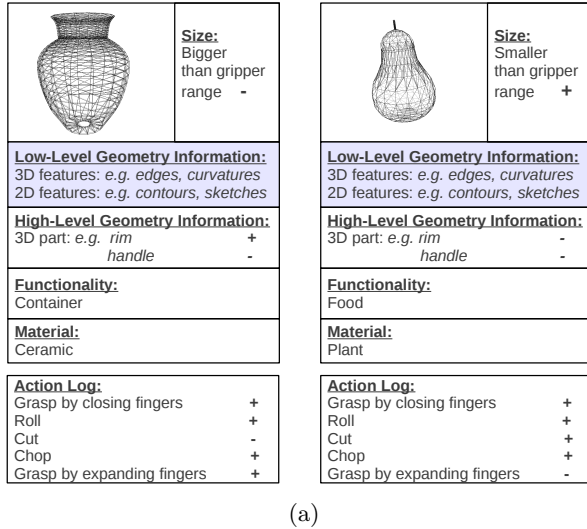 Size:
Bigger
than gripper
range -
Low-Level Geometry Information:
3D features: e.g. edges, curvatures
2D features: e.g. contours, sketches
High-Level Geometry Information:
3D part: e.g. rim +
handle -
Functionality:
Container
Material:
Ceramic
Action Log:
Grasp by closing fingers +
Roll +
Cut -
Chop +
Grasp by expanding fingers +
Size:
Smaller
than gripper
range +
Low-Level Geometry Information:
3D features: e.g. edges, curvatures
2D features: e.g. contours, sketches
High-Level Geometry Information:
3D part: e.g. rim -
handle -
Functionality:
Food
Material:
Plant
Action Log:
Grasp by closing fingers +
Roll +
Cut +
Chop +
Grasp by expanding fingers -
(a)